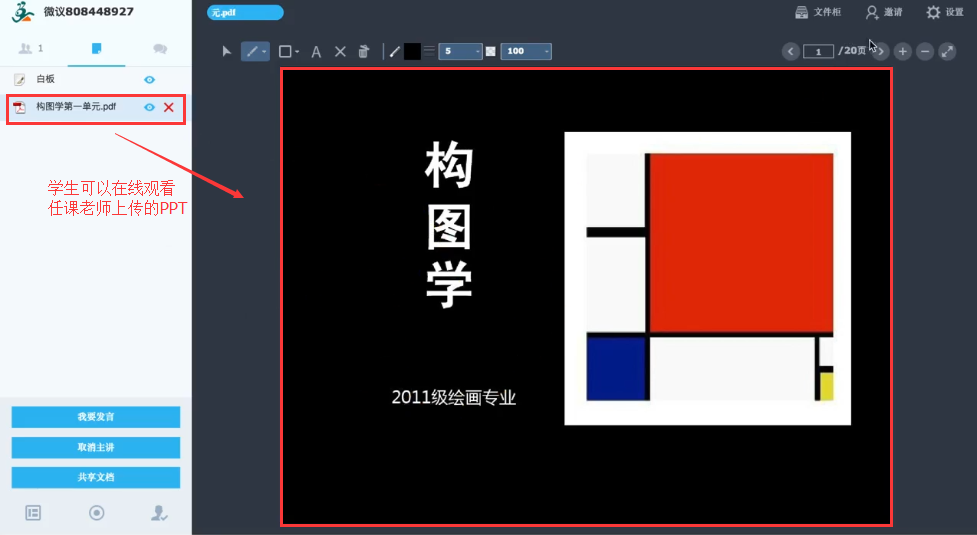 微议808448927
元.pdf
文件柜
邀请
设置
1
A
5
100
1
/20页
白板
构图学第一单元.pdf
学生可以在线观看
任课老师上传的PPT
构
图
学
2011级绘画专业
我要发言
取消主讲
共享文档